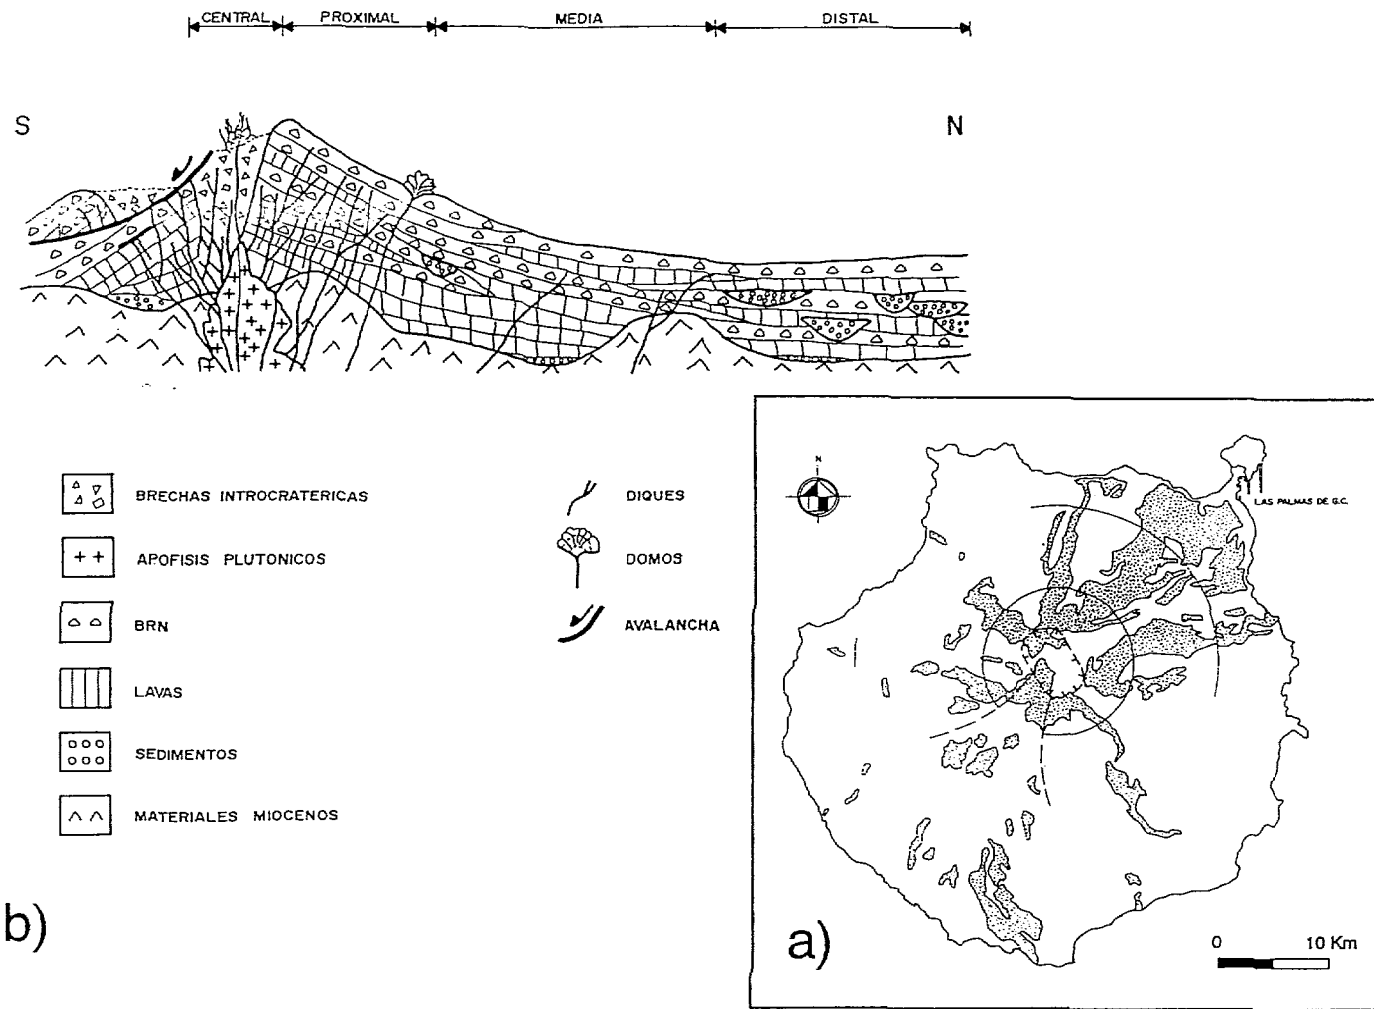 CENTRAL PROXIMAL MEDIA DISTAL
S N
BRECHAS INTROCRATERICAS
APOFISIS PLUTONICOS
BRN
LAVAS
SEDIMENTOS
MATERIALES MIOCENOS
DIQUES
DOMOS
AVALANCHA
b)
N
LAS PALMAS DE G.C.
a)
0 10 Km